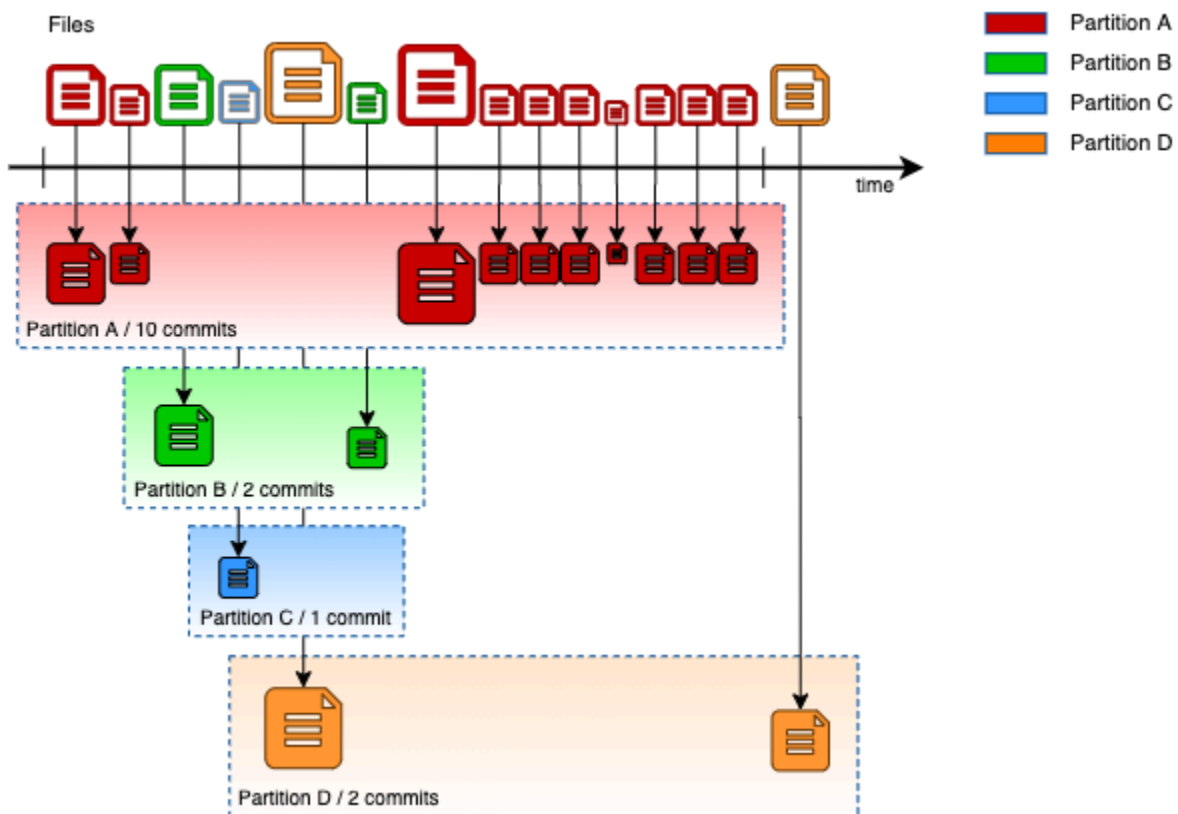 Files
Partition A
Partition B
Partition C
Partition D
time
Partition A / 10 commits
Partition B / 2 commits
Partition C / 1 commit
Partition D / 2 commits